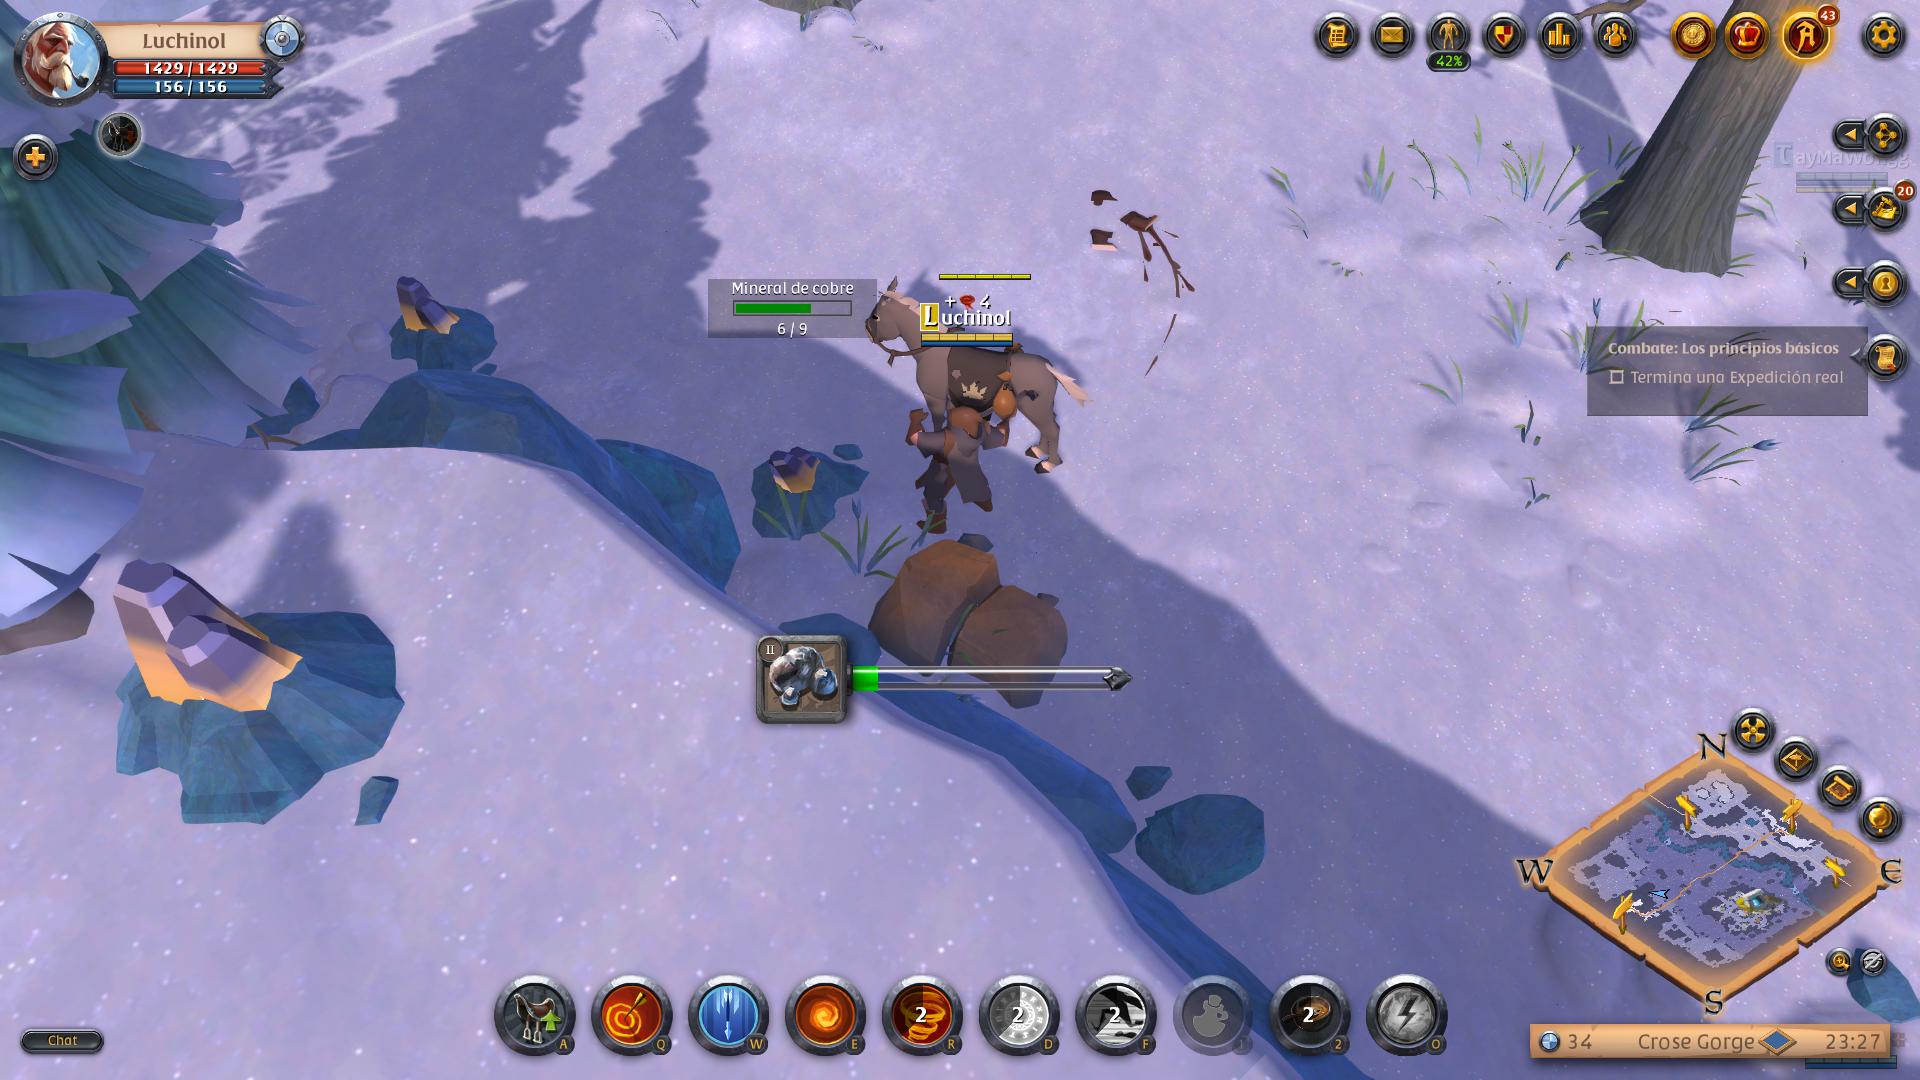 Luchinol
1429 / 1429
156 / 156
42%
43
20
Mineral de cobre
6 / 9
+ 4
Luchinol
Combate: Los principios básicos
Termina una Expedición real
II
N
W
E
S
A
Q
W
E
2
R
2
D
2
F
2
2
O
Chat
34
Crose Gorge
23:27